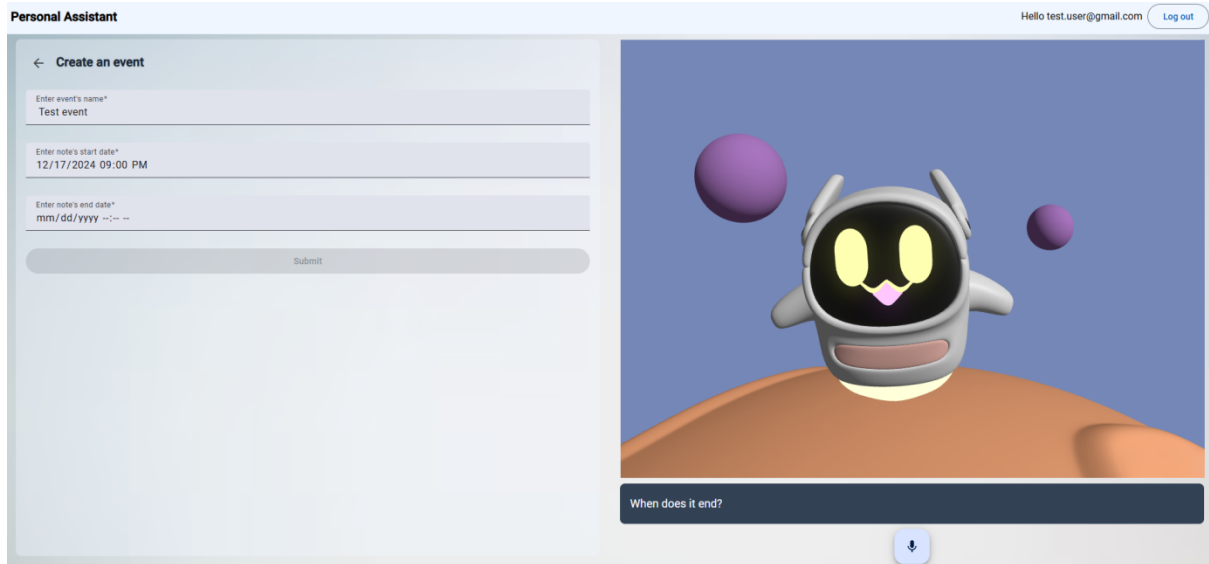 Personal Assistant
Hello test.user@gmail.com
Log out
Create an event
Enter event's name*
Test event
Enter note's start date*
12/17/2024 09:00 PM
Enter note's end date*
mm/dd/yyyy --:-- --
Submit
When does it end?